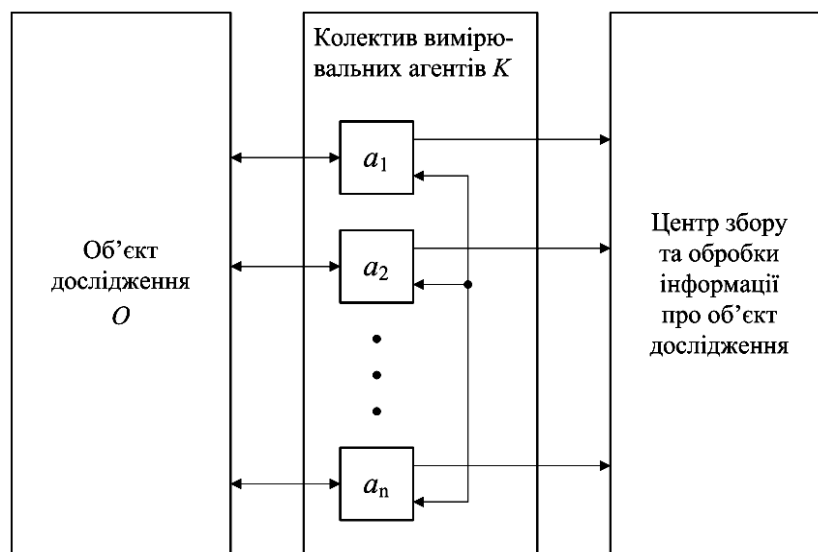 Колектив вимірю-
вальних агентів K
a1
a2
an
Об’єкт
дослідження
O
Центр збору
та обробки
інформації
про об’єкт
дослідження